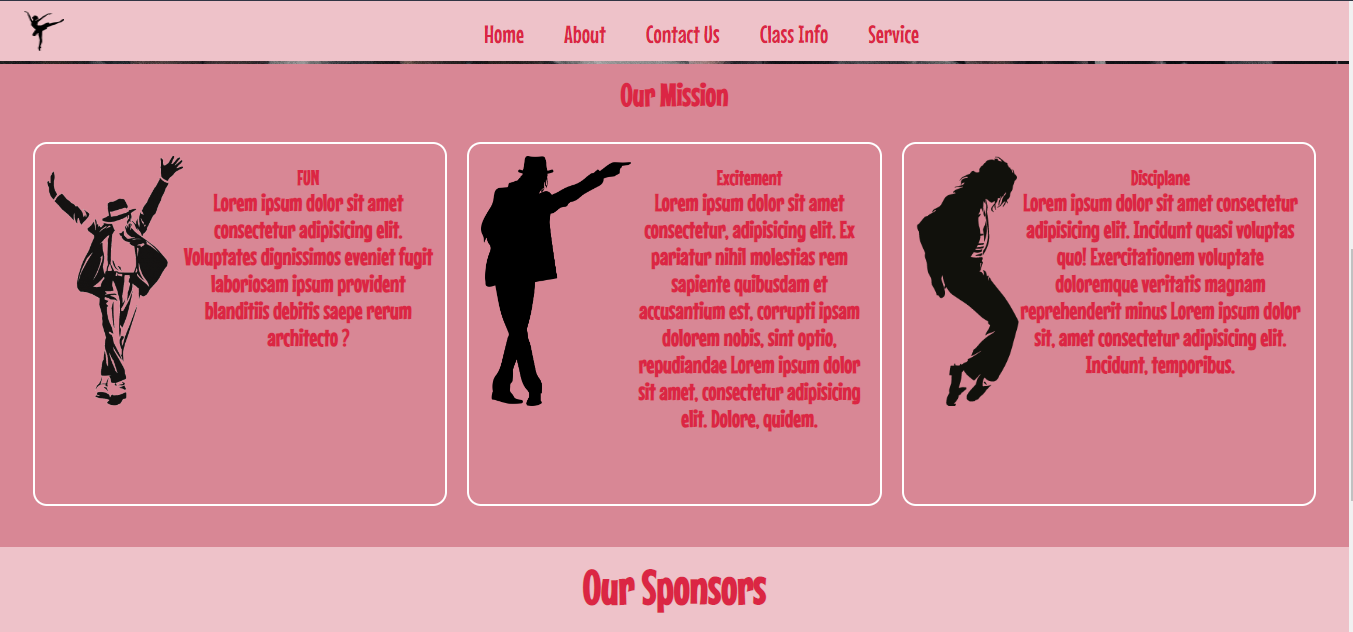 Home About Contact Us Class Info Service
Our Mission
FUN
Lorem ipsum dolor sit amet
consectetur adipisicing elit.
Voluptates dignissimos eveniet fugit
laboriosam ipsum provident
blanditiis debitis saepe rerum
architecto ?
Excitement
Lorem ipsum dolor sit amet
consectetur, adipisicing elit. Ex
pariatur nihil molestias rem
sapiente quibusdam et
accusantium est, corrupti ipsam
dolorem nobis, sint optio,
repudiandae Lorem ipsum dolor
sit amet, consectetur adipisicing
elit. Dolore, quidem.
Disciplane
Lorem ipsum dolor sit amet consectetur
adipisicing elit. Incidunt quasi voluptas
quo! Exercitationem voluptate
doloremque veritatis magnam
reprehenderit minus Lorem ipsum dolor
sit, amet consectetur adipisicing elit.
Incidunt, temporibus.
Our Sponsors